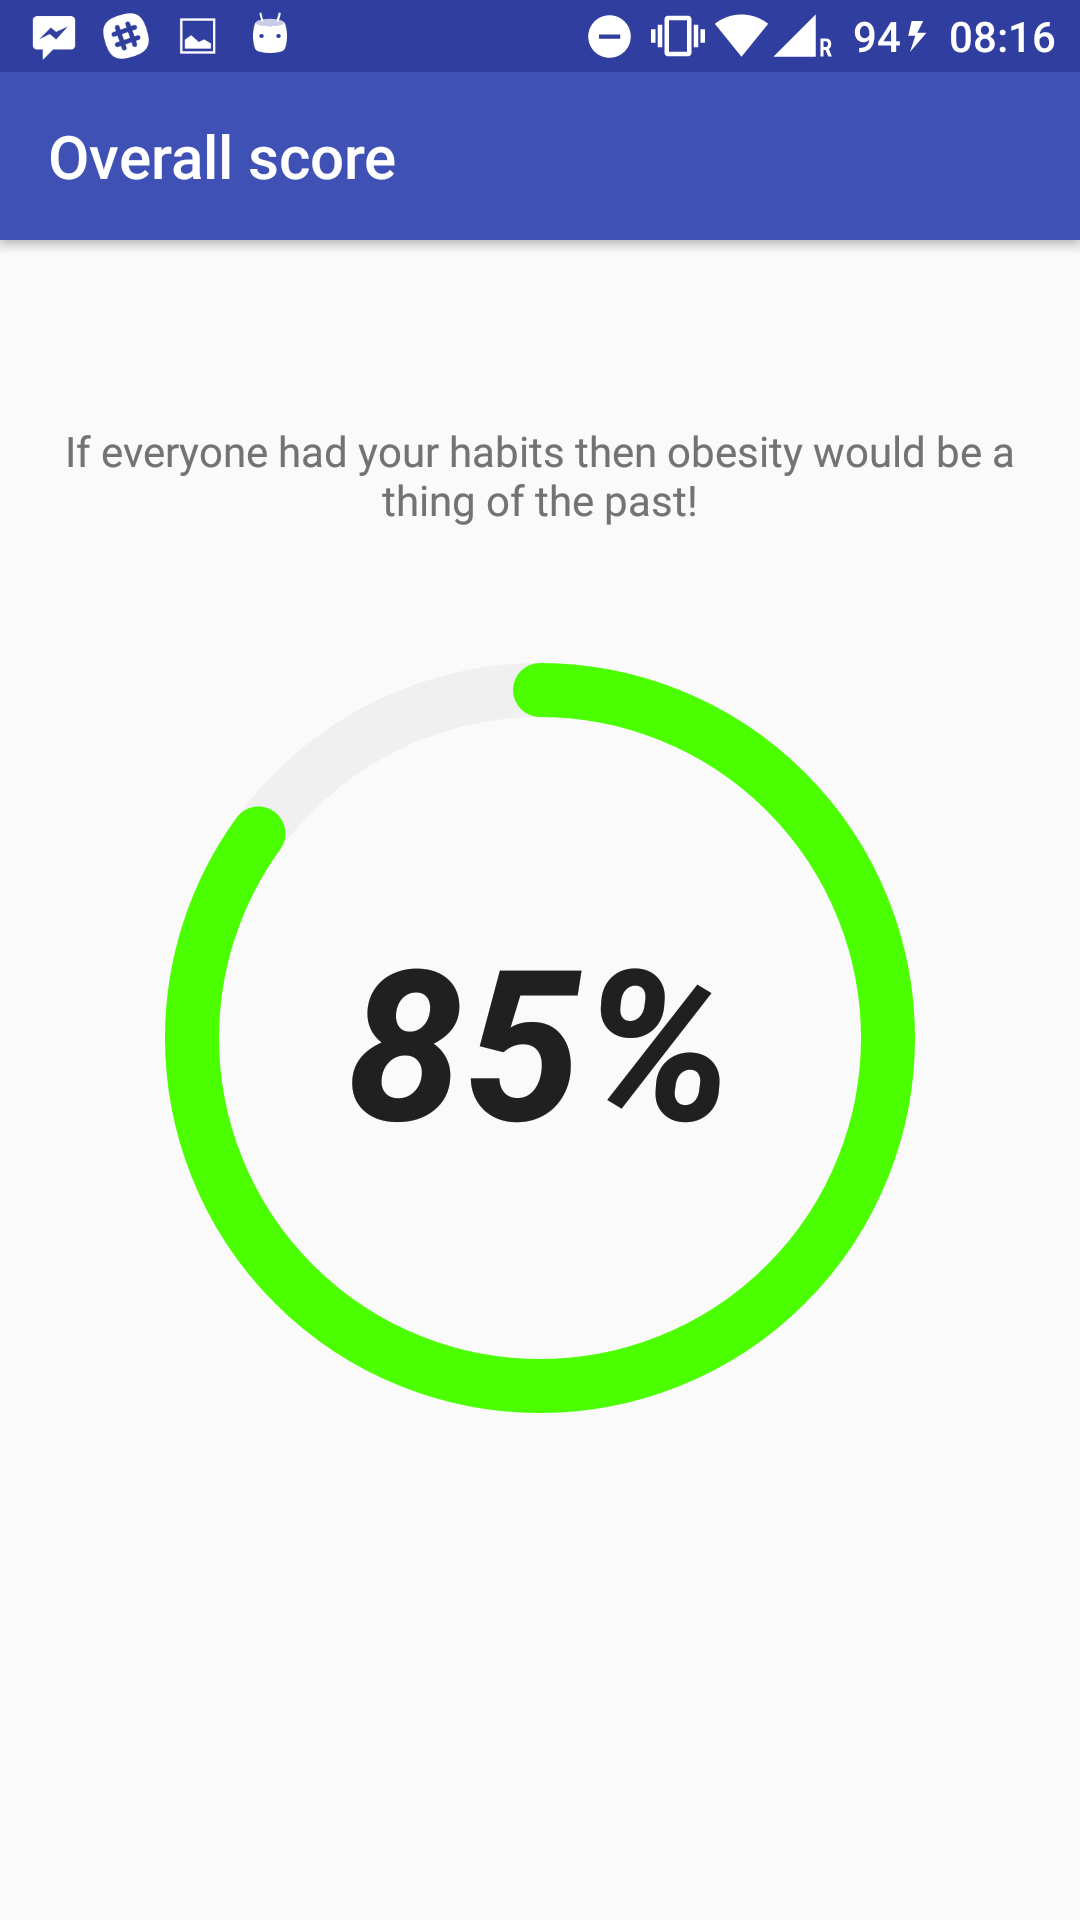 R 94 08:16
Overall score
If everyone had your habits then obesity would be a
thing of the past!
85%